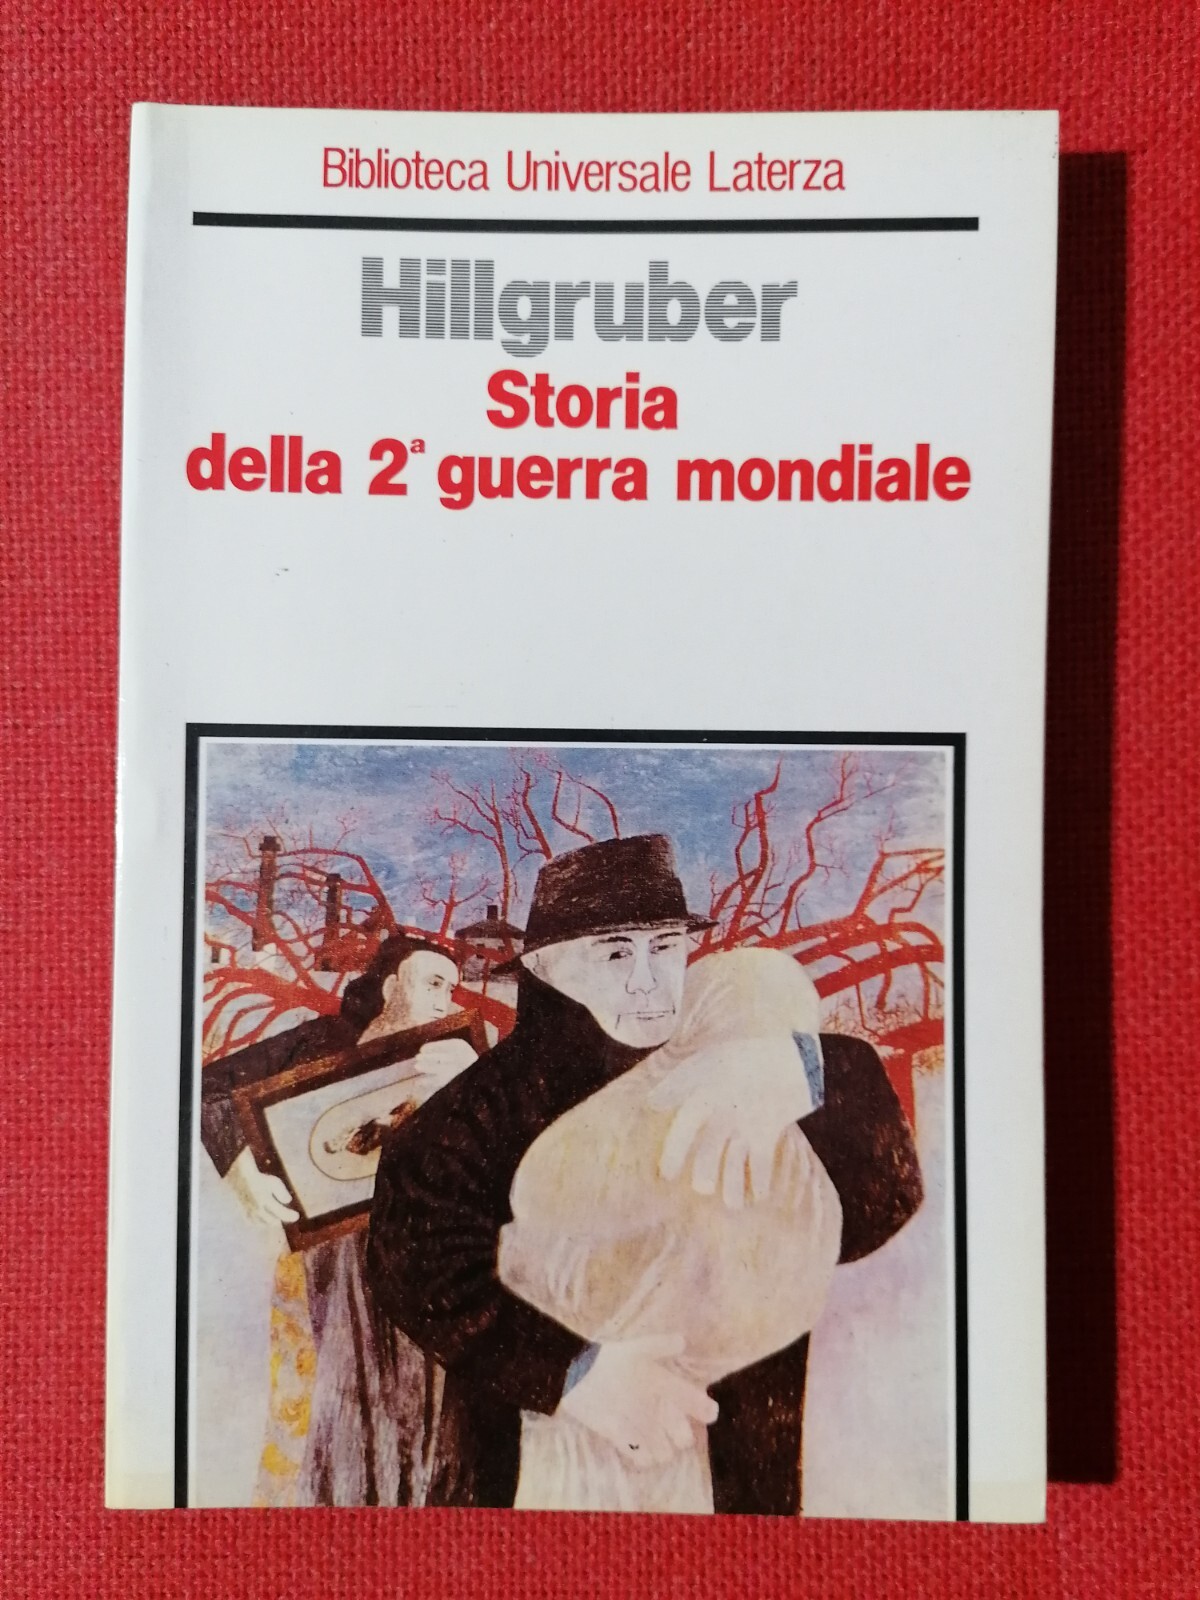 Biblioteca Universale Laterza
Hillgruber
Storia
della 2ª guerra mondiale